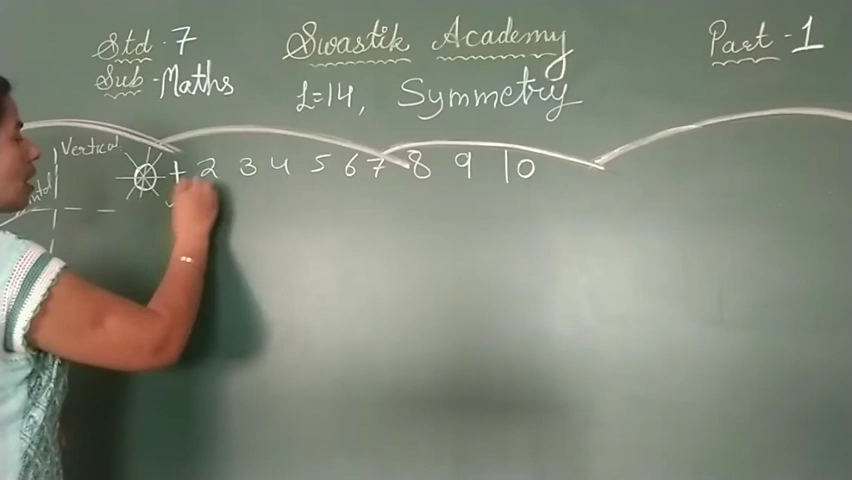 Std - 7
Swastik Academy
Part - 1
Sub - Maths
L=14, Symmetry
Vertical
2 3 4 5 6 7 8 9 10